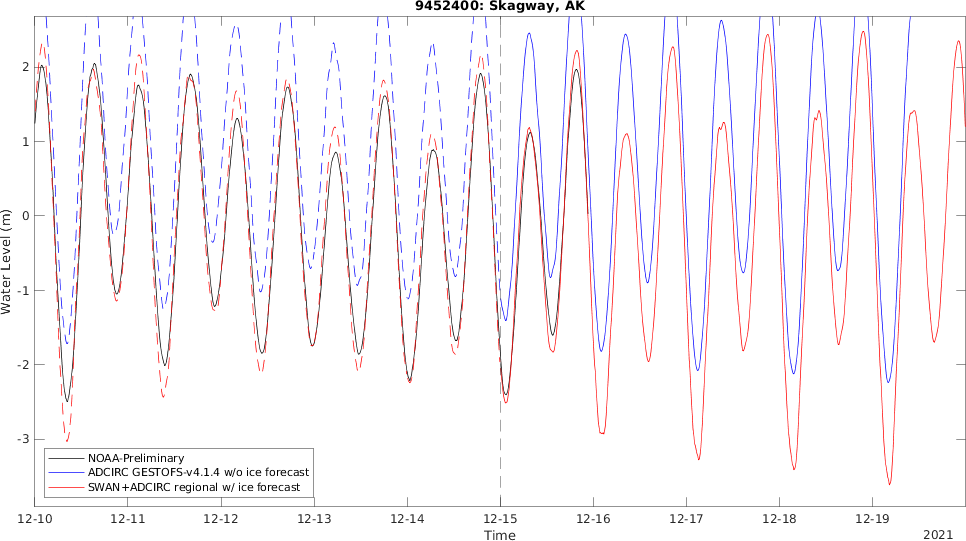 9452400: Skagway, AK
Water Level (m)
2
1
0
-1
-2
-3
NOAA-Preliminary
ADCIRC GESTOFS-v4.1.4 w/o ice forecast
SWAN+ADCIRC regional w/ ice forecast
12-10 12-11 12-12 12-13 12-14 12-15 12-16 12-17 12-18 12-19
Time
2021